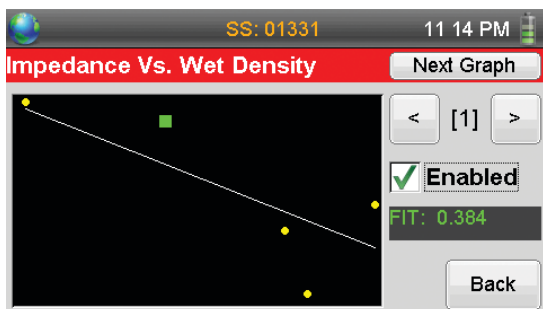 SS: 01331 11 14 PM
Impedance Vs. Wet Density Next Graph
< [1] >
Enabled
FIT: 0.384
Back